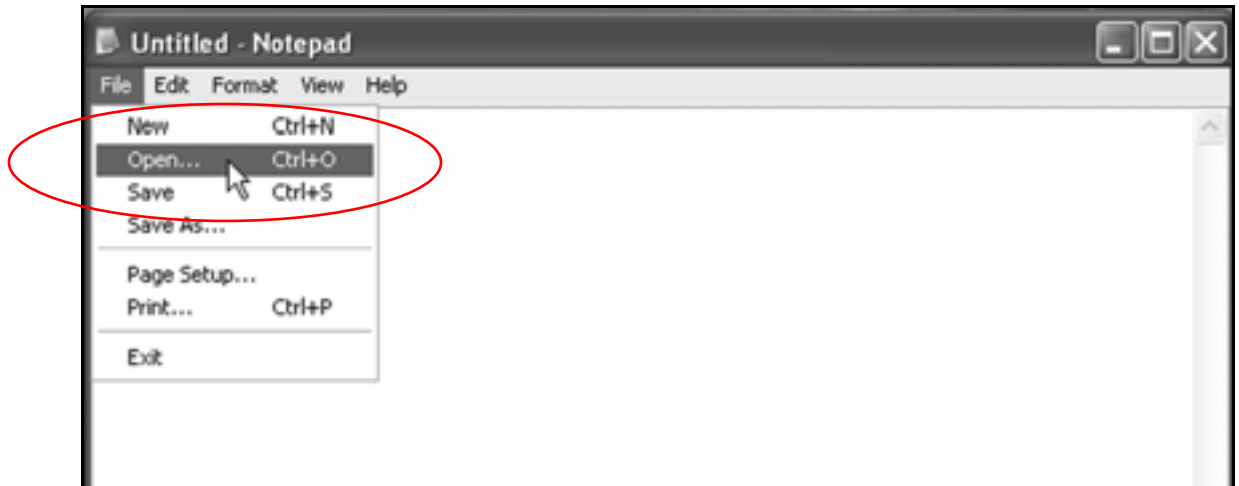 Untitled - Notepad
File Edit Format View Help
New Ctrl+N
Open... Ctrl+O
Save Ctrl+S
Save As...
Page Setup...
Print... Ctrl+P
Exit